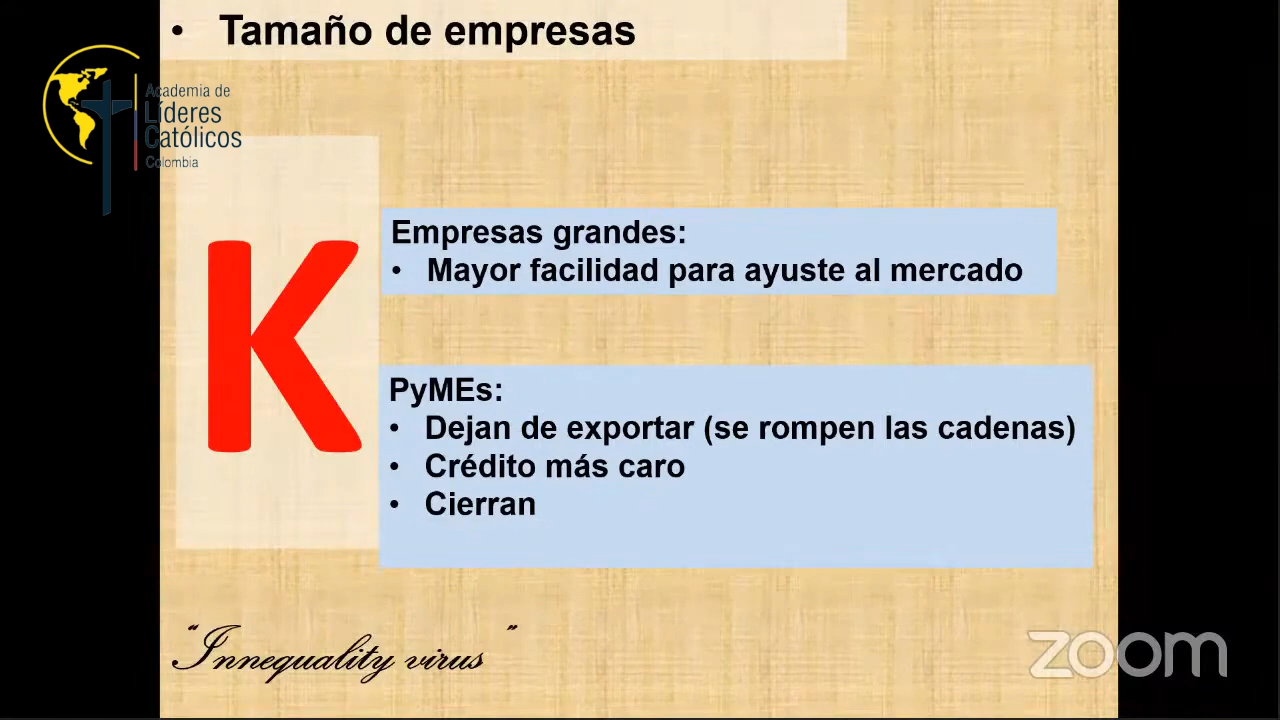 • Tamaño de empresas
Academia de
Líderes
Católicos
Colombia
K
Empresas grandes:
• Mayor facilidad para ayuste al mercado
PyMEs:
• Dejan de exportar (se rompen las cadenas)
• Crédito más caro
• Cierran
“Innequality virus”
zoom